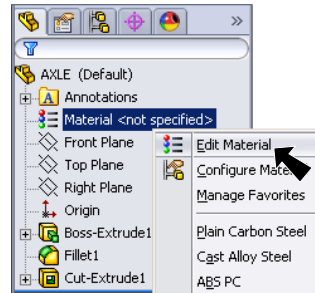 »
AXLE (Default)
A Annotations
Material <not specified>
Front Plane
Top Plane
Right Plane
Origin
Boss-Extrude1
Fillet1
Cut-Extrude1
Edit Material
Configure
Manage Favorites
Plain Carbon Steel
Cast Alloy Steel
ABS PC